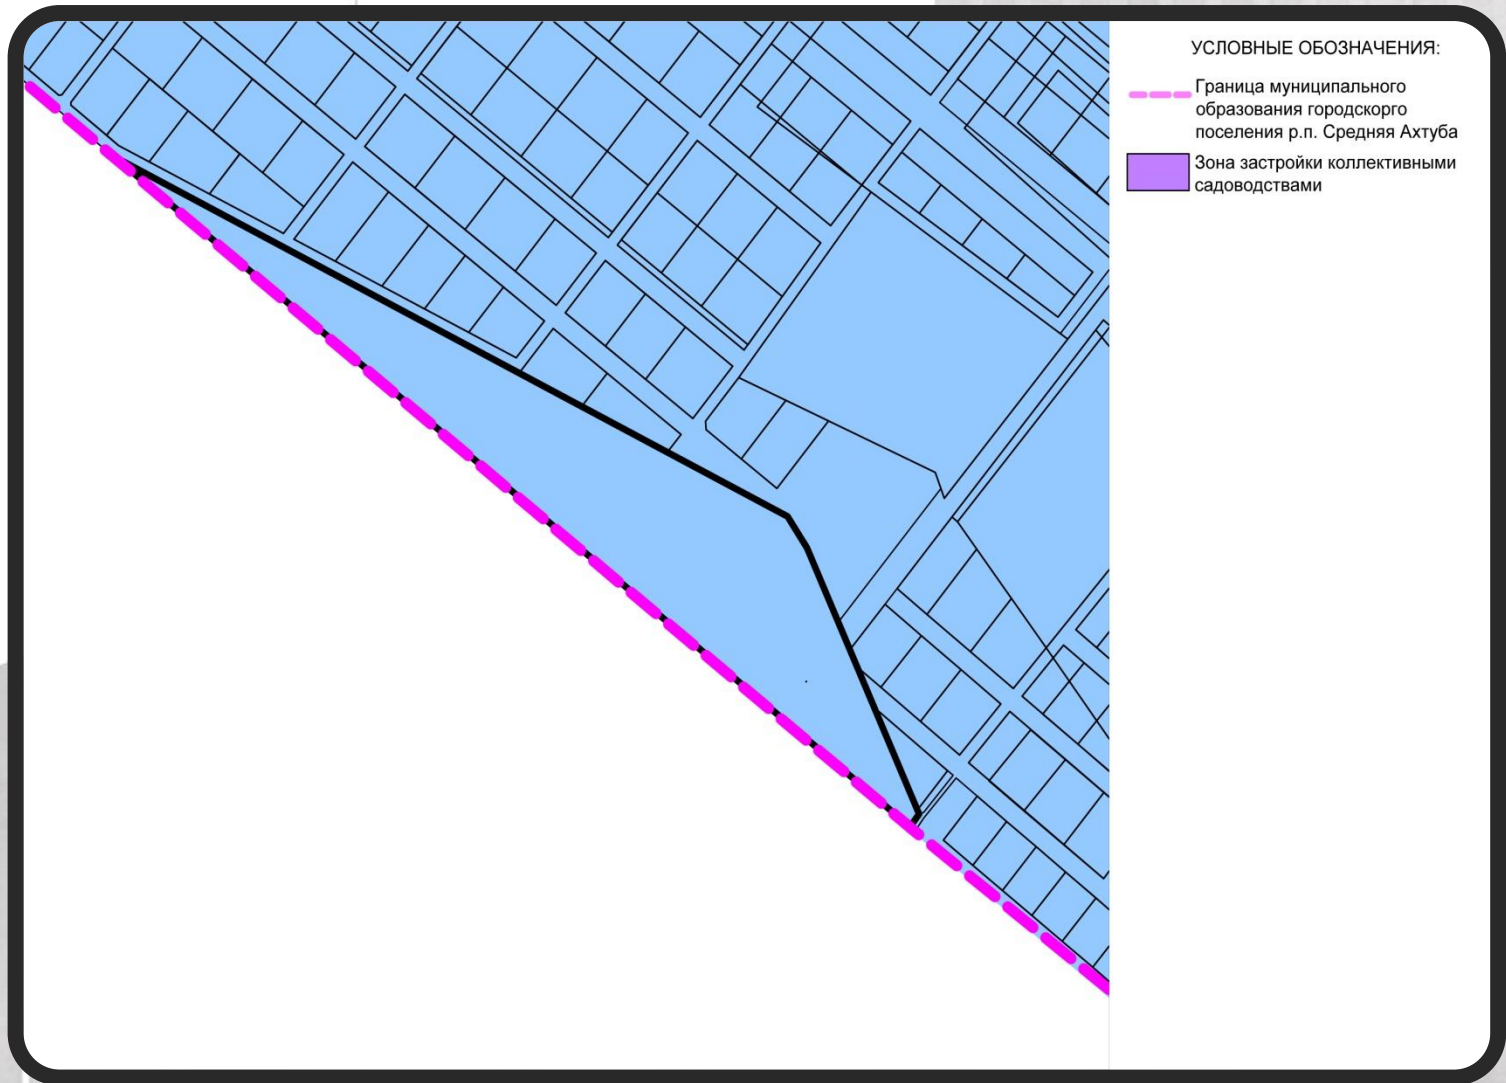 УСЛОВНЫЕ ОБОЗНАЧЕНИЯ:
Граница муниципального
образования городскорго
поселения р.п. Средняя Ахтуба
Зона застройки коллективными
садоводствами